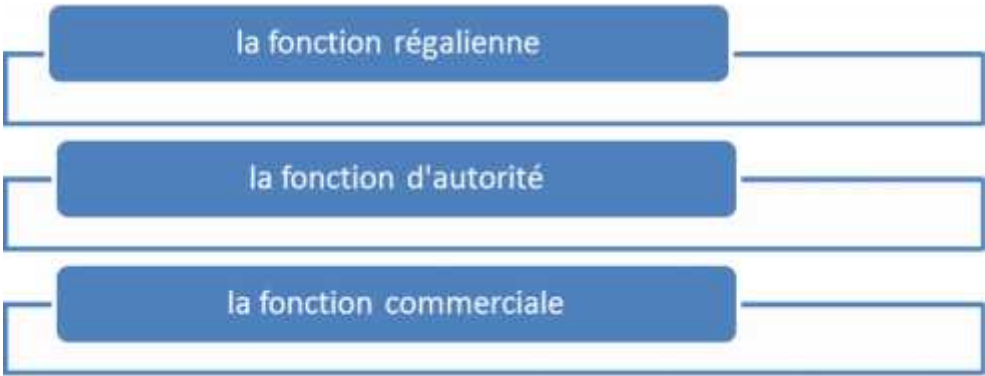 la fonction régalienne
la fonction d'autorité
la fonction commerciale